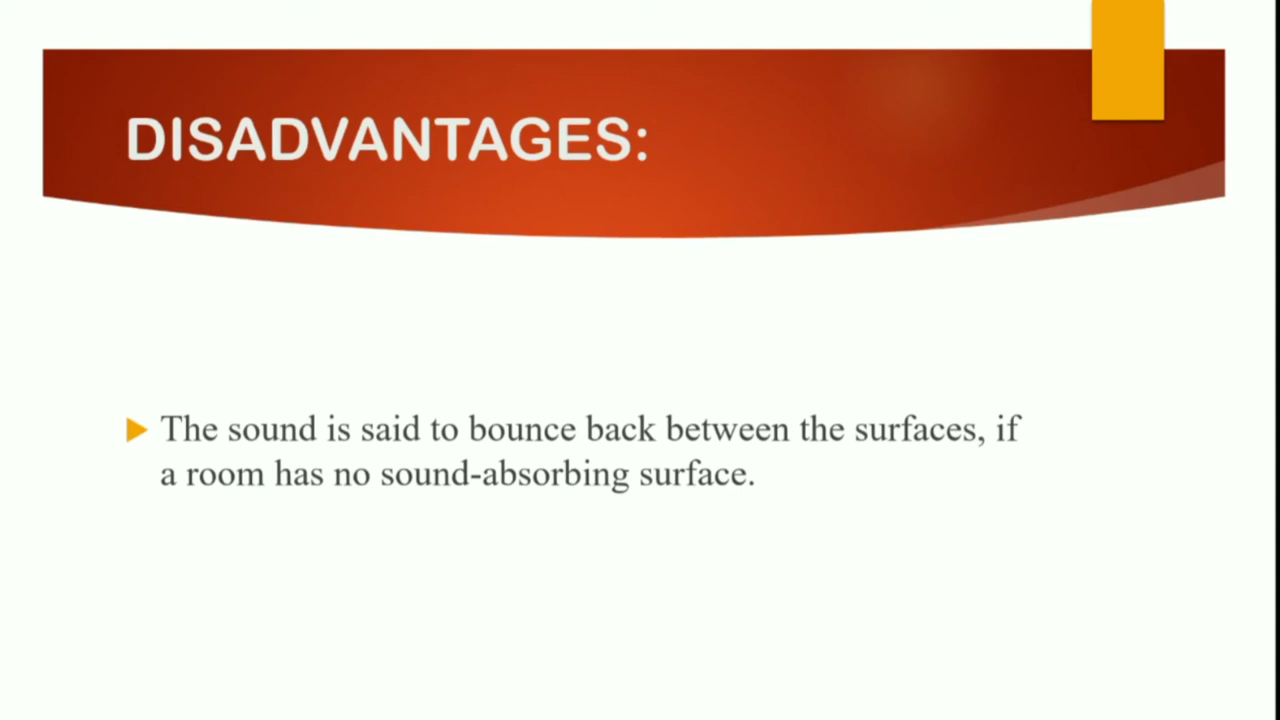 DISADVANTAGES:
The sound is said to bounce back between the surfaces, if
a room has no sound-absorbing surface.